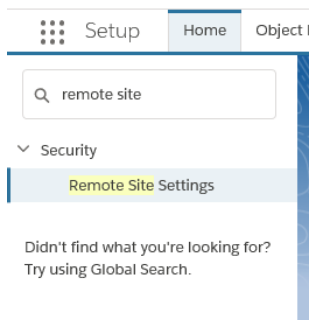 Setup
Home
Object
remote site
Security
Remote Site Settings
Didn't find what you're looking for?
Try using Global Search.